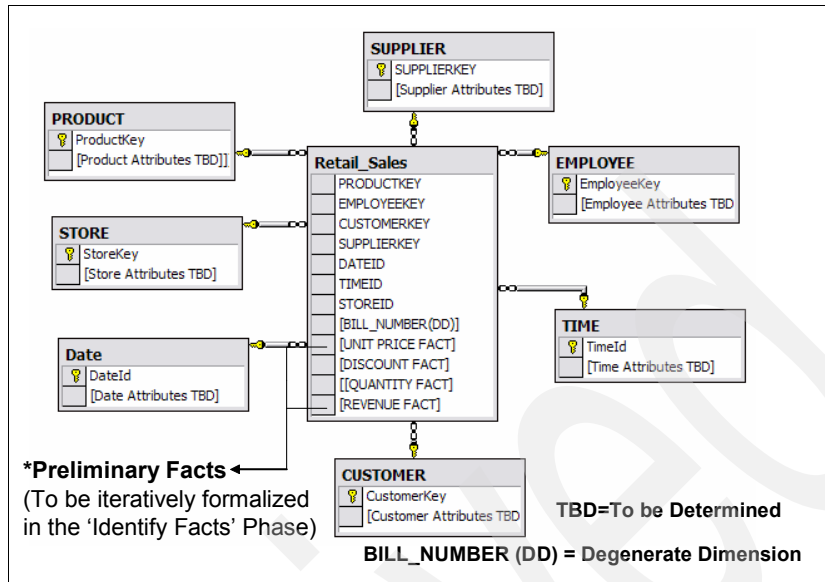 SUPPLIER
SUPPLIERKEY
[Supplier Attributes TBD]
PRODUCT
ProductKey
[Product Attributes TBD]]
Retail_Sales
PRODUCTKEY
EMPLOYEEKEY
CUSTOMERKEY
SUPPLIERKEY
DATEID
TIMEID
STOREID
[BILL_NUMBER(DD)]
[UNIT PRICE FACT]
[DISCOUNT FACT]
[[QUANTITY FACT]
[REVENUE FACT]
EMPLOYEE
EmployeeKey
[Employee Attributes TBD
STORE
StoreKey
[Store Attributes TBD]
TIME
TimeId
[Time Attributes TBD]
Date
DateId
[Date Attributes TBD]
*Preliminary Facts
(To be iteratively formalized
in the ‘Identify Facts’ Phase)
CUSTOMER
CustomerKey
[Customer Attributes TBD
TBD=To be Determined
BILL_NUMBER (DD) = Degenerate Dimension